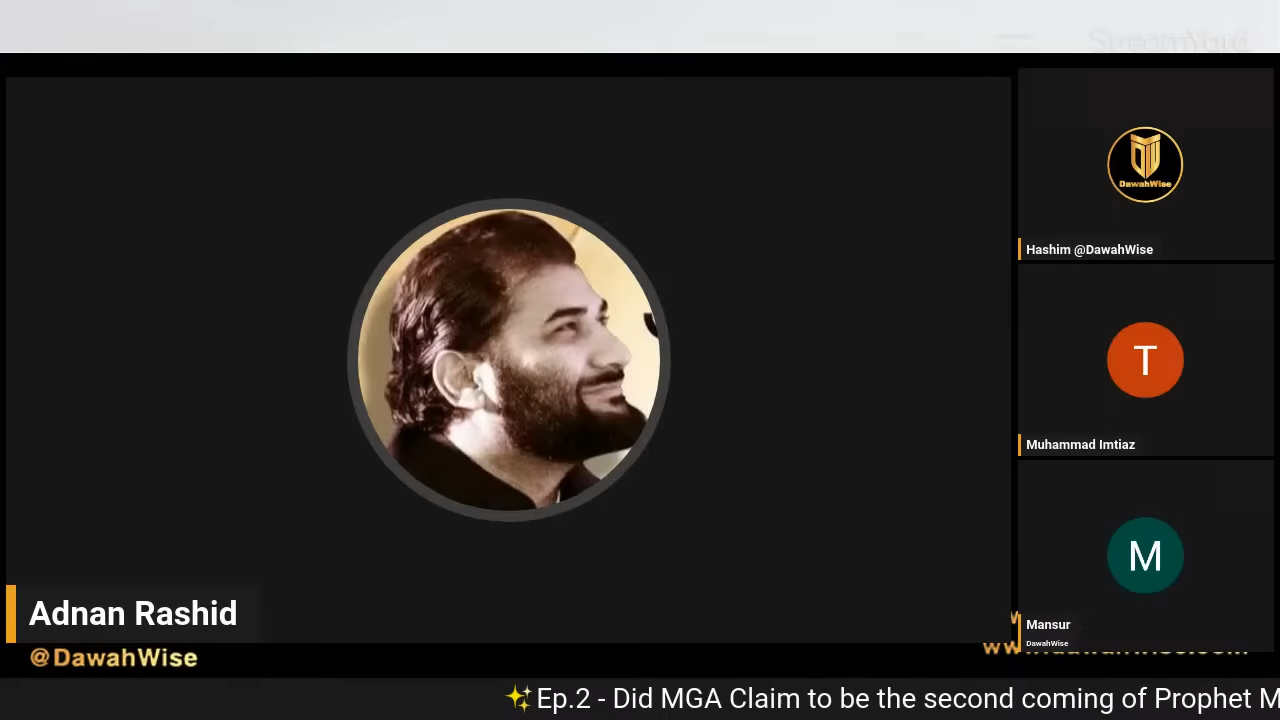 StreamYard
DawahWise
Hashim @DawahWise
T
Muhammad Imtiaz
M
Mansur
DawahWise
Adnan Rashid
@DawahWise
✨Ep.2 - Did MGA Claim to be the second coming of Prophet M